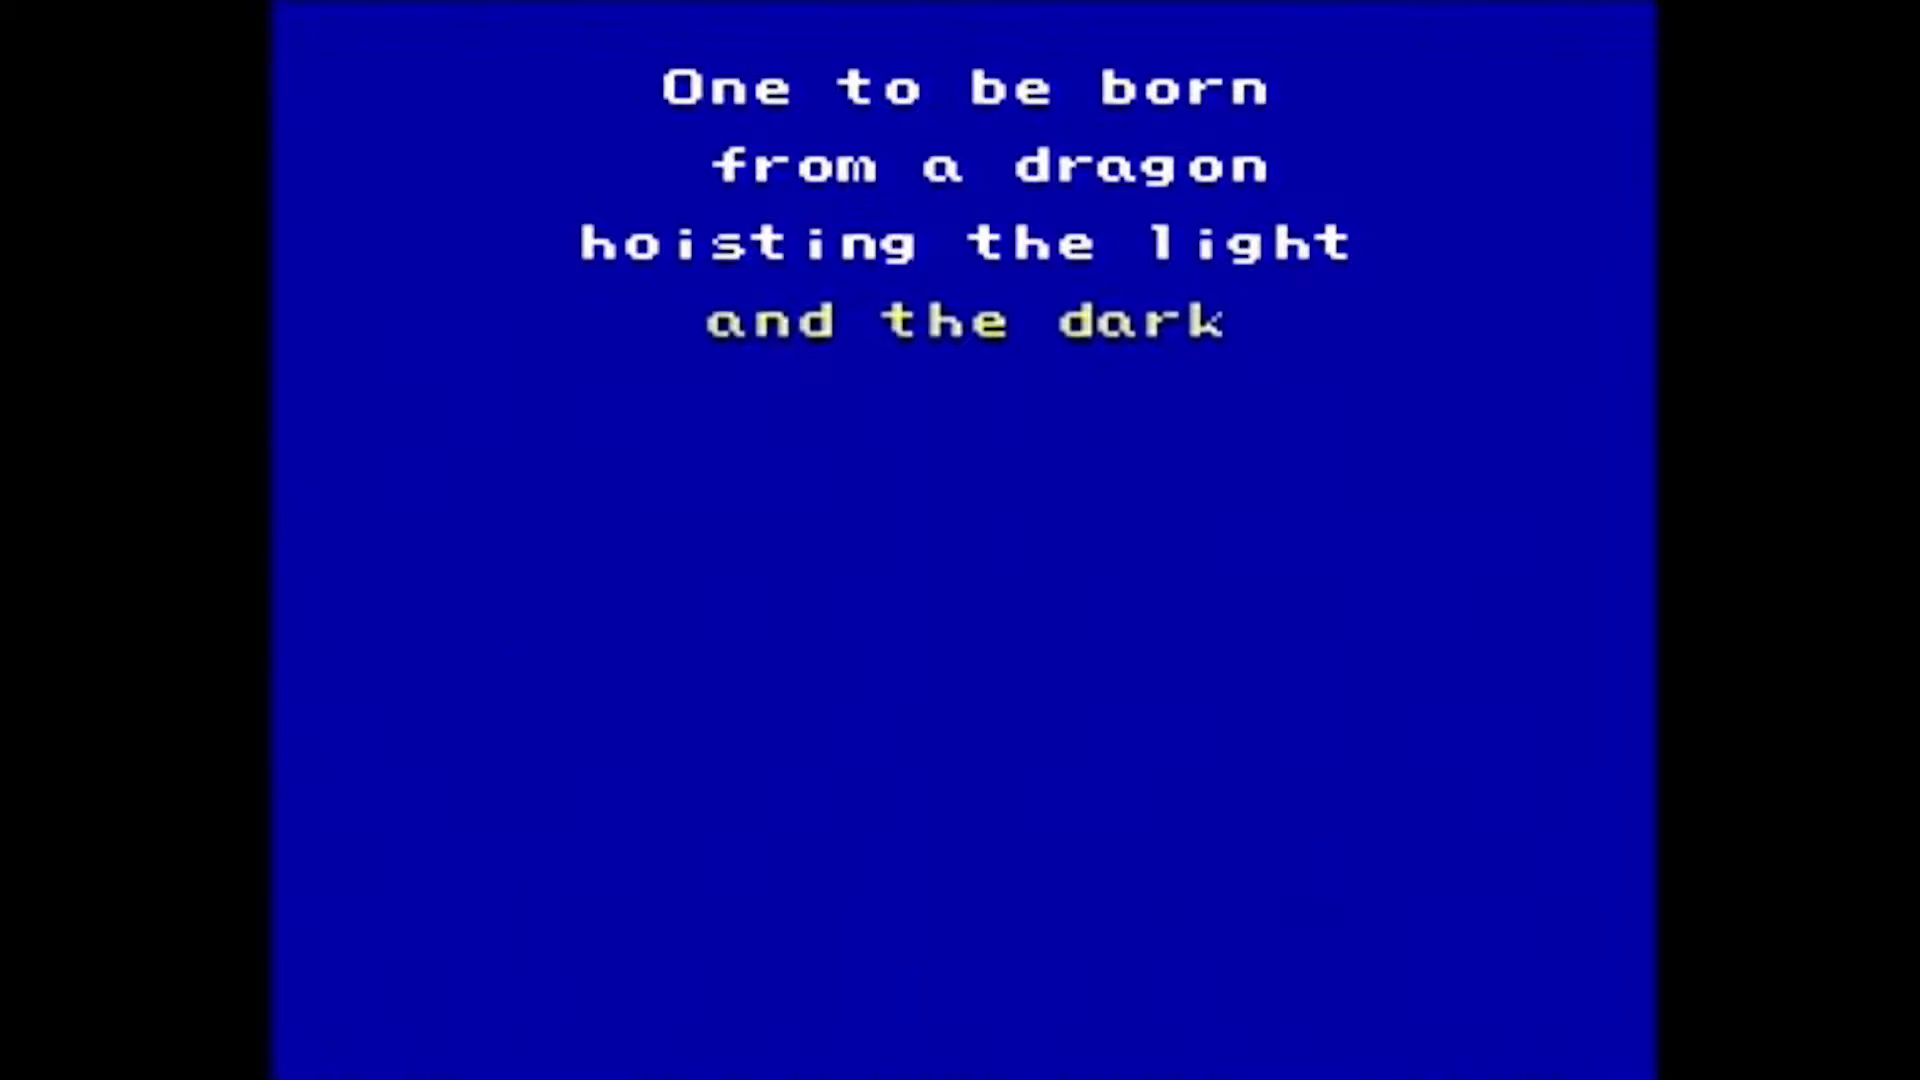 One to be born
from a dragon
hoisting the light
and the dark